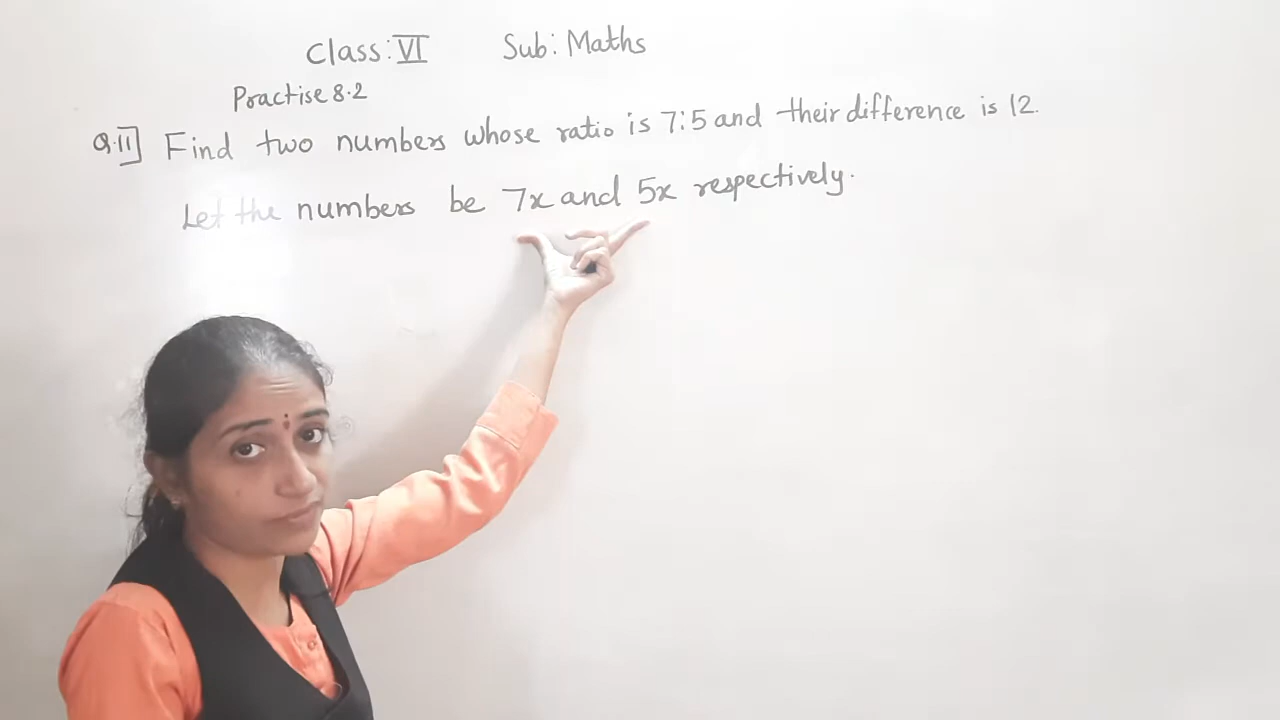 Class: VI Sub: Maths
Practise 8.2
Q.11] Find two numbers whose ratio is 7:5 and their difference is 12.
Let the numbers be 7x and 5x respectively.